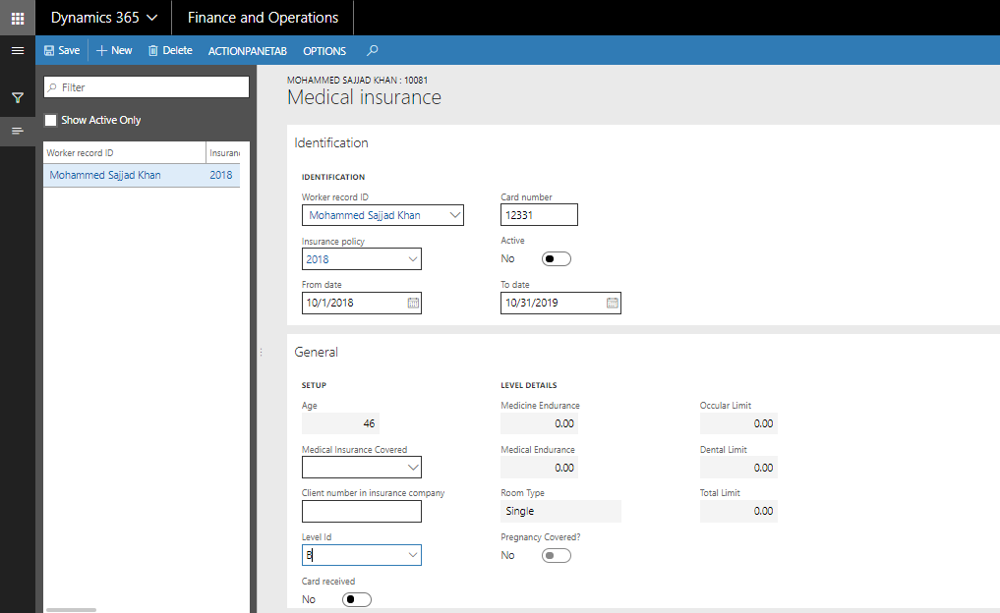 Dynamics 365 Finance and Operations
Save New Delete ACTIONPANETAB OPTIONS
Filter
Show Active Only
Worker record ID Insuran
Mohammed Sajjad Khan 2018
MOHAMMED SAJJAD KHAN : 10081
Medical insurance
Identification
IDENTIFICATION
Worker record ID Card number
Mohammed Sajjad Khan 12331
Insurance policy Active
2018 No
From date To date
10/1/2018 10/31/2019
General
SETUP LEVEL DETAILS
Age Medicine Endurance Occular Limit
46 0.00 0.00
Medical Insurance Covered Medical Endurance Dental Limit
0.00 0.00
Client number in insurance company Room Type Total Limit
Single 0.00
Level Id Pregnancy Covered?
B No
Card received
No